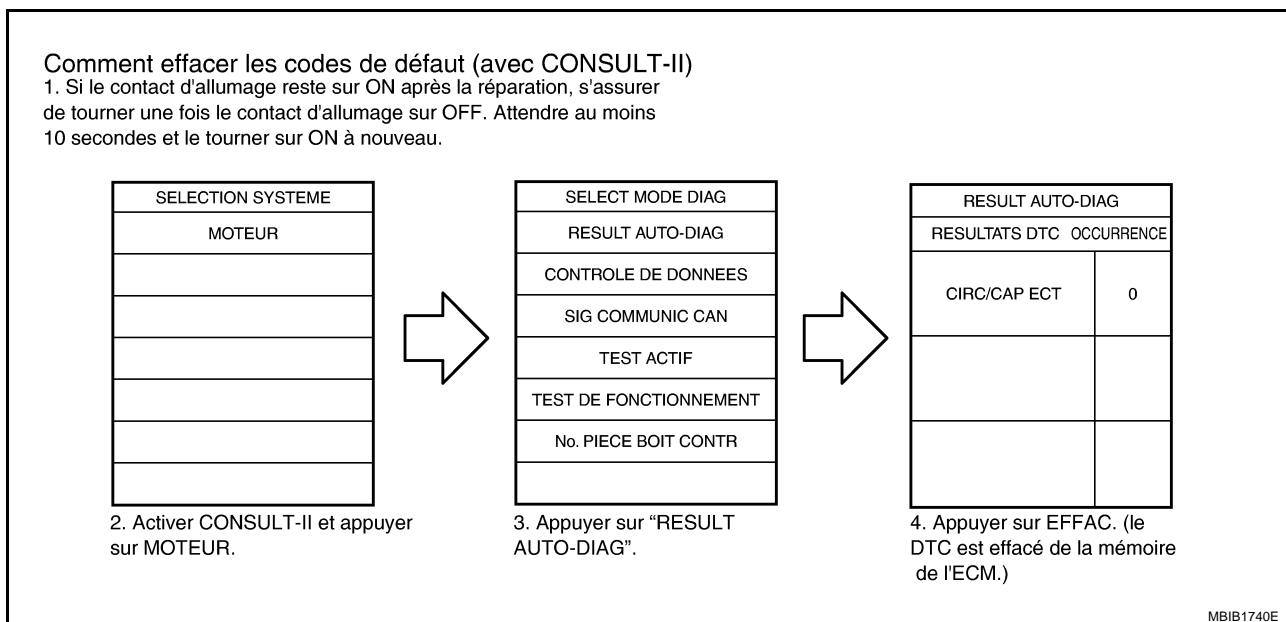 Comment effacer les codes de défaut (avec CONSULT-II)
1. Si le contact d'allumage reste sur ON après la réparation, s'assurer
de tourner une fois le contact d'allumage sur OFF. Attendre au moins
10 secondes et le tourner sur ON à nouveau.
SELECTION SYSTEME
MOTEUR
2. Activer CONSULT-II et appuyer
sur MOTEUR.
SELECT MODE DIAG
RESULT AUTO-DIAG
CONTROLE DE DONNEES
SIG COMMUNIC CAN
TEST ACTIF
TEST DE FONCTIONNEMENT
No. PIECE BOIT CONTR
3. Appuyer sur “RESULT
AUTO-DIAG”.
RESULT AUTO-DIAG
RESULTATS DTC OCCURRENCE
CIRC/CAP ECT 0
4. Appuyer sur EFFAC. (le
DTC est effacé de la mémoire
de l'ECM.)
MBIB1740E